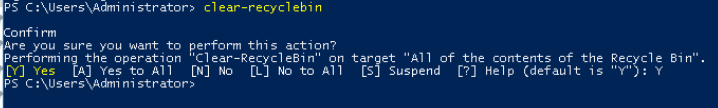 PS C:\Users\Administrator> clear-recyclebin
Confirm
Are you sure you want to perform this action?
Performing the operation "Clear-RecycleBin" on target "All of the contents of the Recycle Bin".
[Y] Yes  [A] Yes to All  [N] No  [L] No to All  [S] Suspend  [?] Help (default is "Y"): Y
PS C:\Users\Administrator>